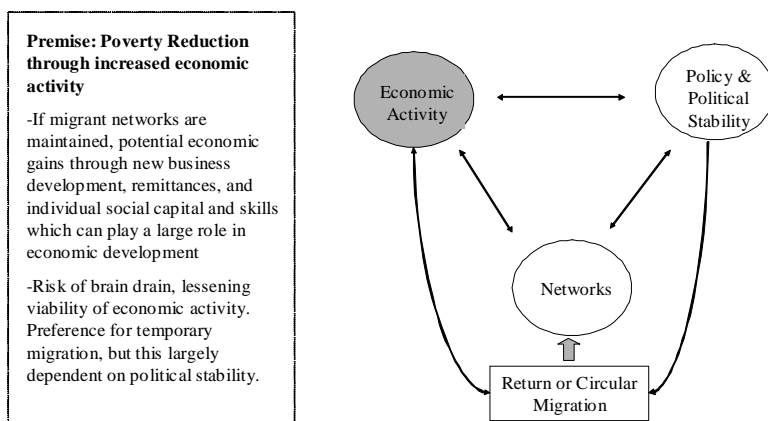 Premise: Poverty Reduction
through increased economic
activity
-If migrant networks are
maintained, potential economic
gains through new business
development, remittances, and
individual social capital and skills
which can play a large role in
economic development
-Risk of brain drain, lessening
viability of economic activity.
Preference for temporary
migration, but this largely
dependent on political stability.
Economic
Activity
Policy &
Political
Stability
Networks
Return or Circular
Migration